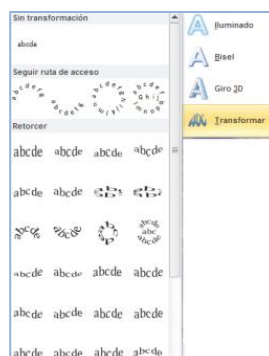 Sin transformación
abcde
Seguir ruta de acceso
Retorcer
abcde abcde abcde abcde
abcde abcde
abcde abcde abcde abcde
abcde abcde abcde abcde
abcde abcde abcde abcde
Iluminado
Bisel
Giro 3D
Transformar